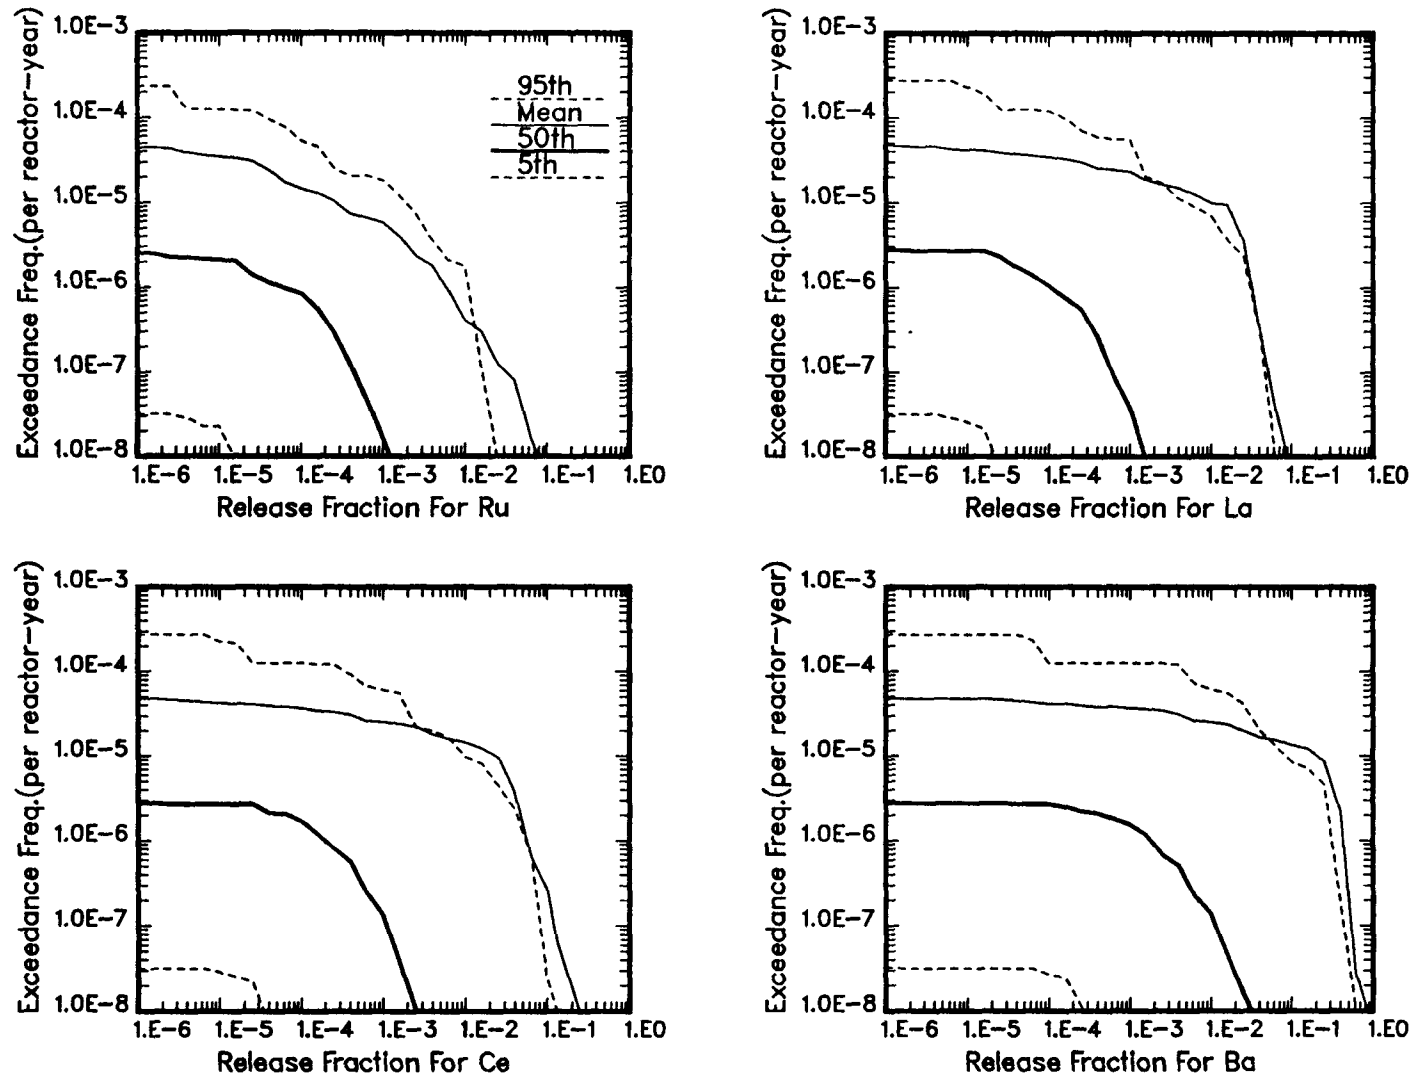 Exceedance Freq.(per reactor-year)
1.0E-3
1.0E-4
1.0E-5
1.0E-6
1.0E-7
1.0E-8
95th
Mean
50th
5th
1.E-6 1.E-5 1.E-4 1.E-3 1.E-2 1.E-1 1.E0
Release Fraction For Ru
Exceedance Freq.(per reactor-year)
1.0E-3
1.0E-4
1.0E-5
1.0E-6
1.0E-7
1.0E-8
1.E-6 1.E-5 1.E-4 1.E-3 1.E-2 1.E-1 1.E0
Release Fraction For La
Exceedance Freq.(per reactor-year)
1.0E-3
1.0E-4
1.0E-5
1.0E-6
1.0E-7
1.0E-8
1.E-6 1.E-5 1.E-4 1.E-3 1.E-2 1.E-1 1.E0
Release Fraction For Ce
Exceedance Freq.(per reactor-year)
1.0E-3
1.0E-4
1.0E-5
1.0E-6
1.0E-7
1.0E-8
1.E-6 1.E-5 1.E-4 1.E-3 1.E-2 1.E-1 1.E0
Release Fraction For Ba